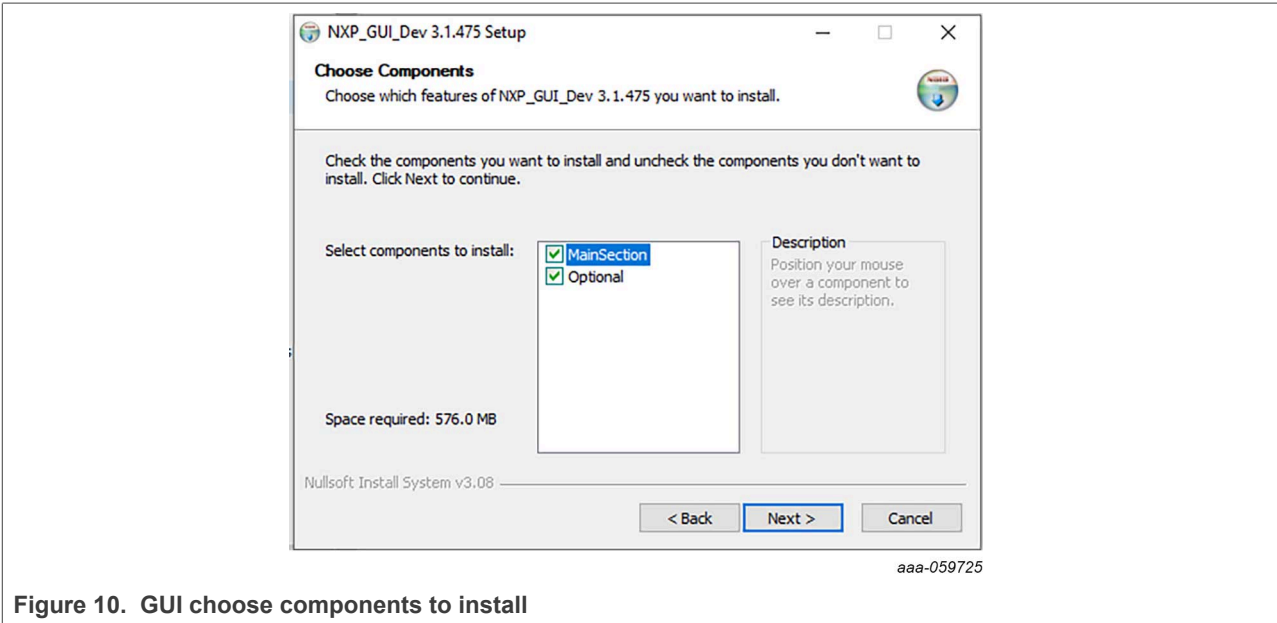 NXP_GUI_Dev 3.1.475 Setup
Choose Components
Choose which features of NXP_GUI_Dev 3.1.475 you want to install.
Check the components you want to install and uncheck the components you don't want to
install. Click Next to continue.
Select components to install:
MainSection
Optional
Description
Position your mouse
over a component to
see its description.
Space required: 576.0 MB
Nullsoft Install System v3.08
< Back
Next >
Cancel
aaa-059725
Figure 10. GUI choose components to install